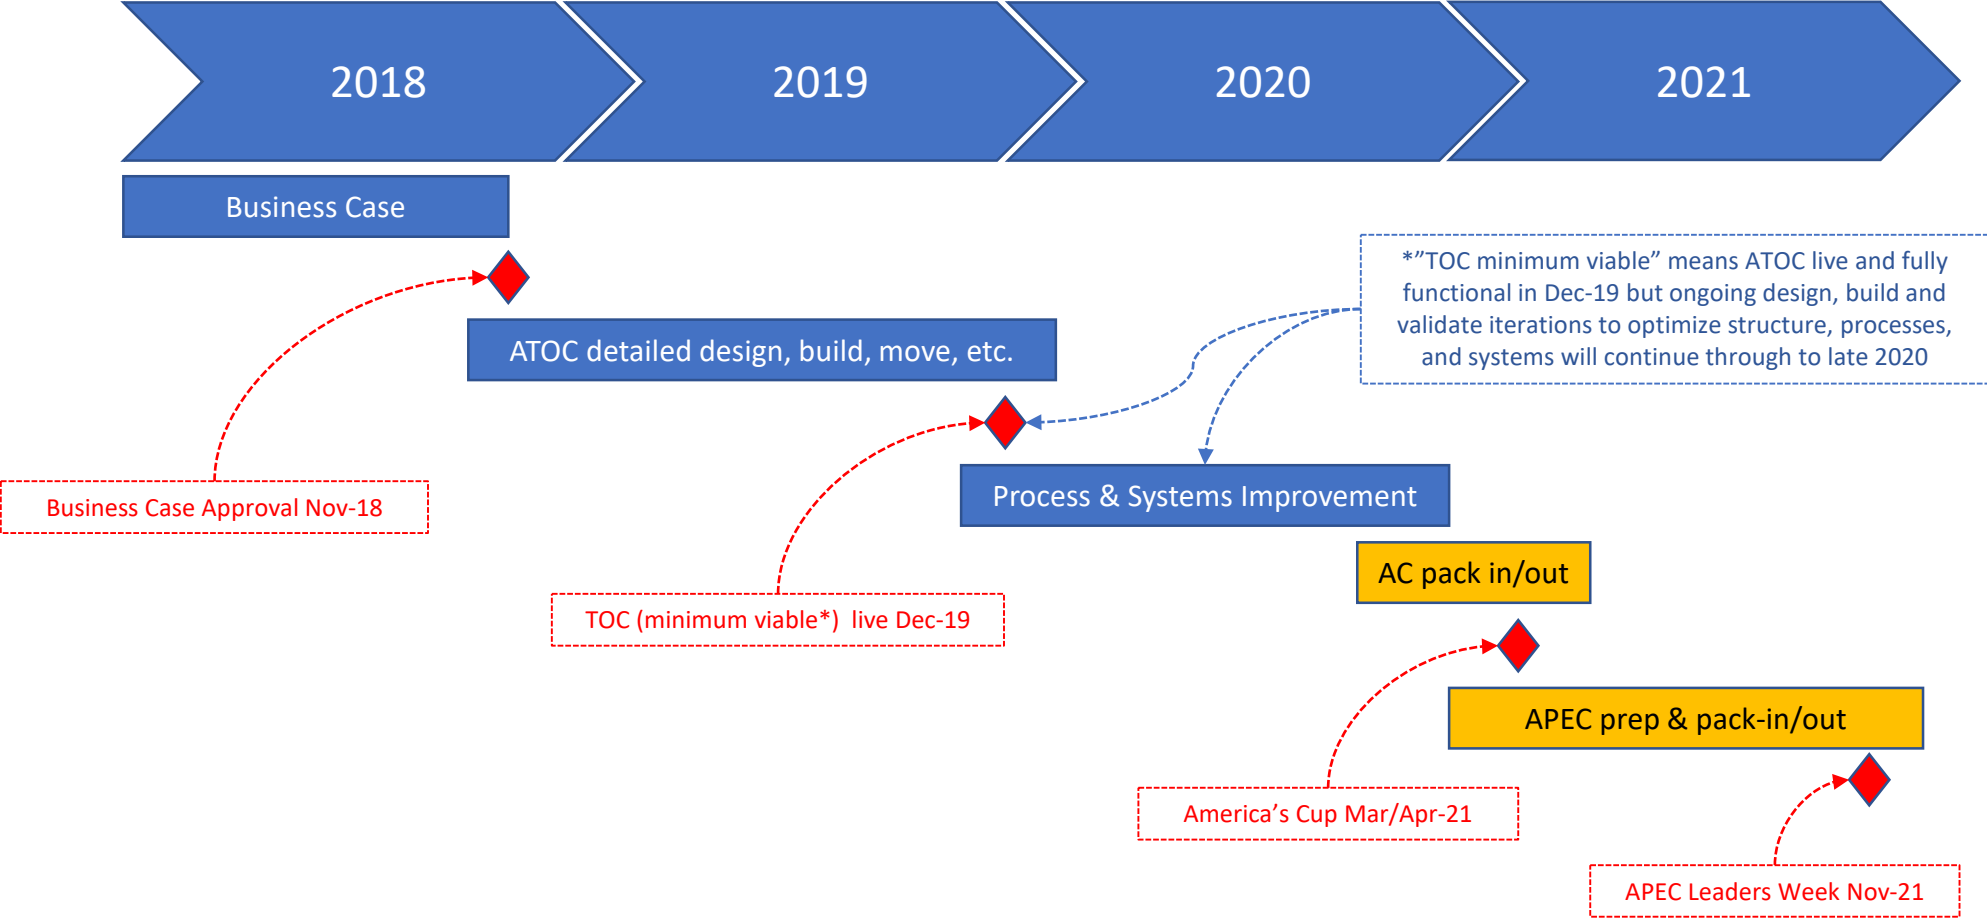 2018
2019
2020
2021
Business Case
*”TOC minimum viable” means ATOC live and fully
functional in Dec-19 but ongoing design, build and
validate iterations to optimize structure, processes,
and systems will continue through to late 2020
ATOC detailed design, build, move, etc.
Process & Systems Improvement
Business Case Approval Nov-18
AC pack in/out
TOC (minimum viable*)  live Dec-19
APEC prep & pack-in/out
America’s Cup Mar/Apr-21
APEC Leaders Week Nov-21